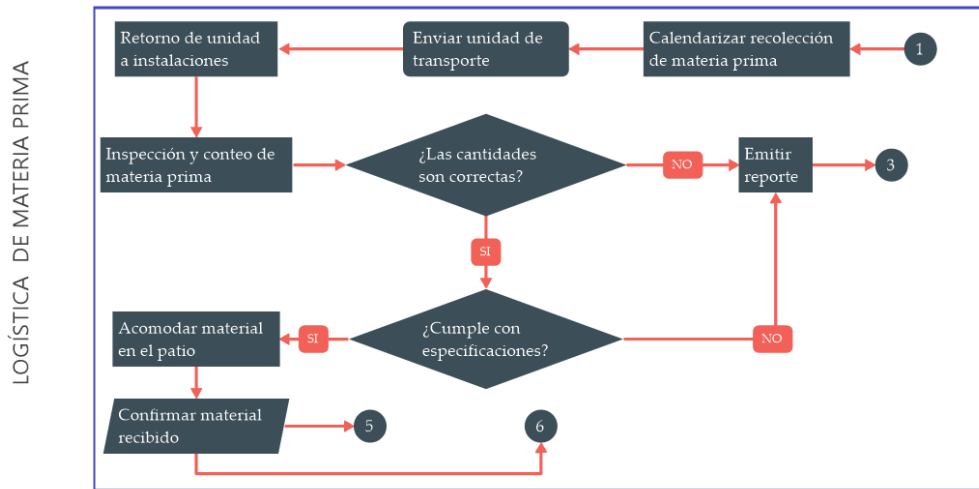 LOGÍSTICA DE MATERIA PRIMA
Retorno de unidad
a instalaciones
Enviar unidad de
transporte
Calendarizar recolección
de materia prima
1
Inspección y conteo de
materia prima
¿Las cantidades
son correctas?
NO
Emitir
reporte
3
SI
Acomodar material
en el patio
SI
¿Cumple con
especificaciones?
NO
Confirmar material
recibido
5
6